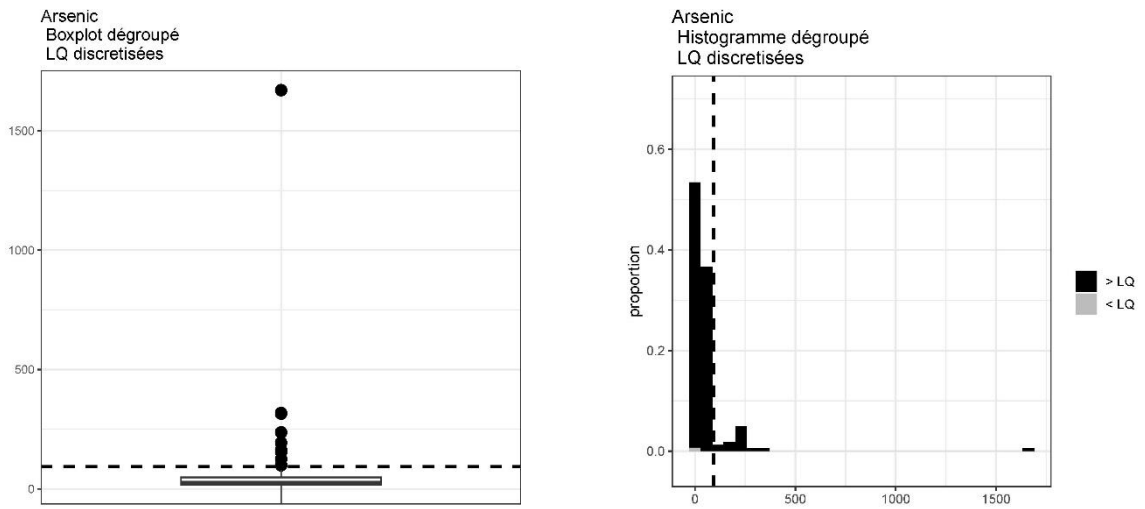 Arsenic
Boxplot dégroupé
LQ discretisées
1500
1000
500
0
Arsenic
Histogramme dégroupé
LQ discretisées
proportion
0.6
0.4
0.2
0.0
0 500 1000 1500
> LQ
< LQ